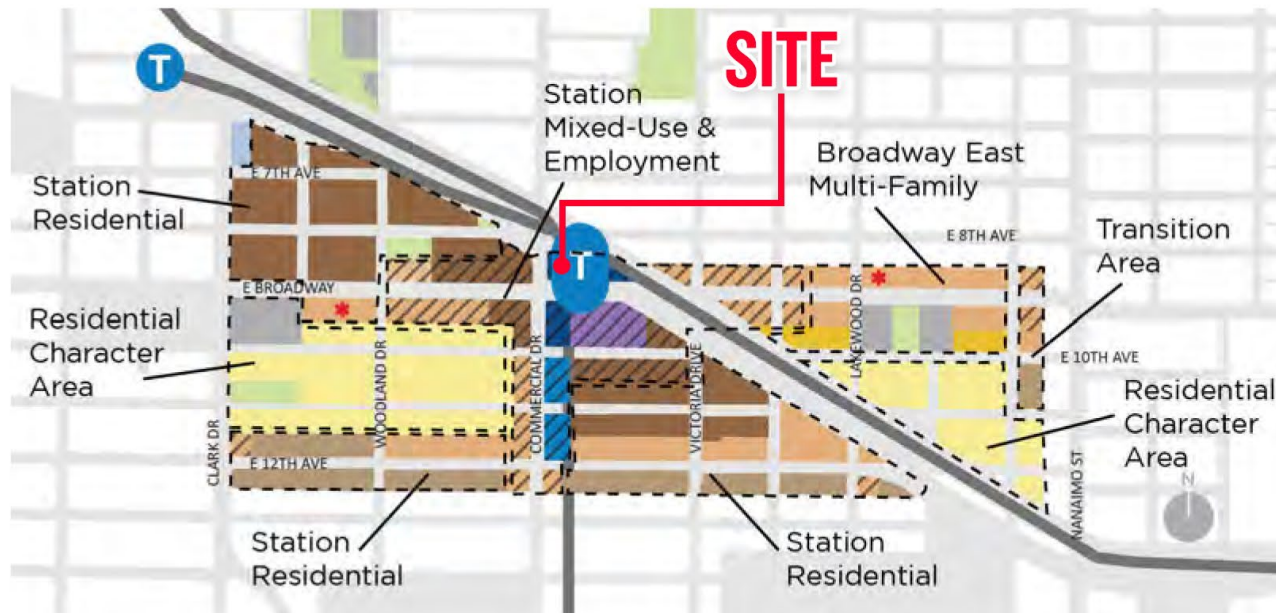 SITE
T
Station
Mixed-Use &
Employment
Broadway East
Multi-Family
Station
Residential
E 7TH AVE
E 8TH AVE
Transition
Area
T
E BROADWAY
Residential
Character
Area
E 10TH AVE
WOODLAND DR
COMMERCIAL DR
VICTORIA DRIVE
LAKEWOOD DR
Residential
Character
Area
CLARK DR
E 12TH AVE
NANAIMO ST
N
Station
Residential
Station
Residential